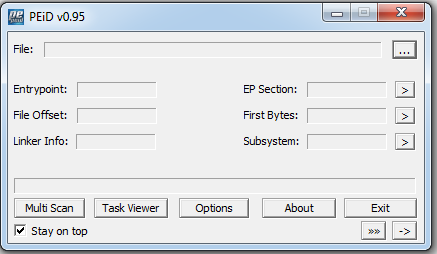 PEiD v0.95
File: ...
Entrypoint: EP Section: >
File Offset: First Bytes: >
Linker Info: Subsystem: >
Multi Scan Task Viewer Options About Exit
Stay on top »» ->